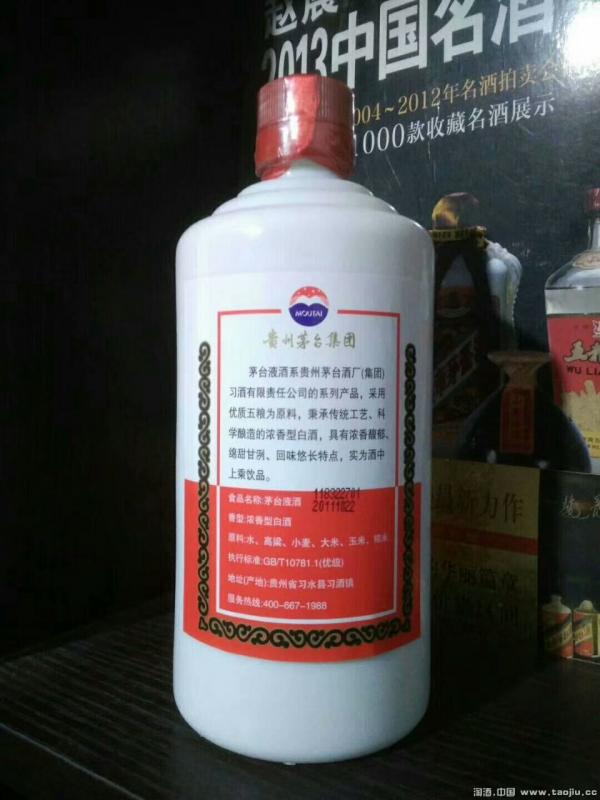 2013中国名酒
2004~2012年名酒拍卖会
1000款收藏名酒展示
MOUTAI
贵州茅台集团
茅台液酒系贵州茅台酒厂(集团)
习酒有限责任公司的系列产品，采用
优质五粮为原料，秉承传统工艺、科
学酿造的浓香型白酒，具有浓香馥郁、
绵甜甘冽、回味悠长特点，实为酒中
上乘饮品。
食品名称:茅台液酒
118322701
20111022
香型:浓香型白酒
原料:水、高粱、小麦、大米、玉米、糯米
执行标准:GB/T10781.1(优级)
地址(产地):贵州省习水县习酒镇
服务热线:400-667-1988
WU LIA
最新力作
淘酒.中国 www.taojiu.cc